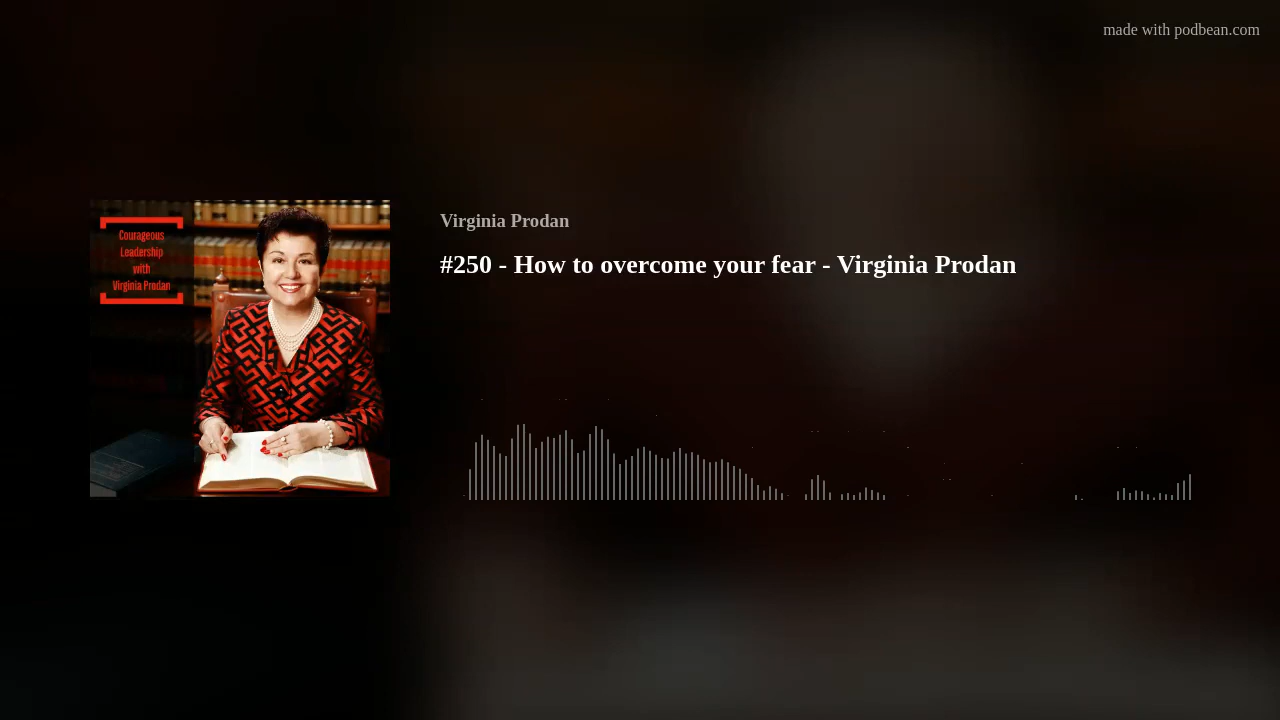 made with podbean.com
Courageous
Leadership
with
Virginia Prodan
Virginia Prodan
#250 - How to overcome your fear - Virginia Prodan